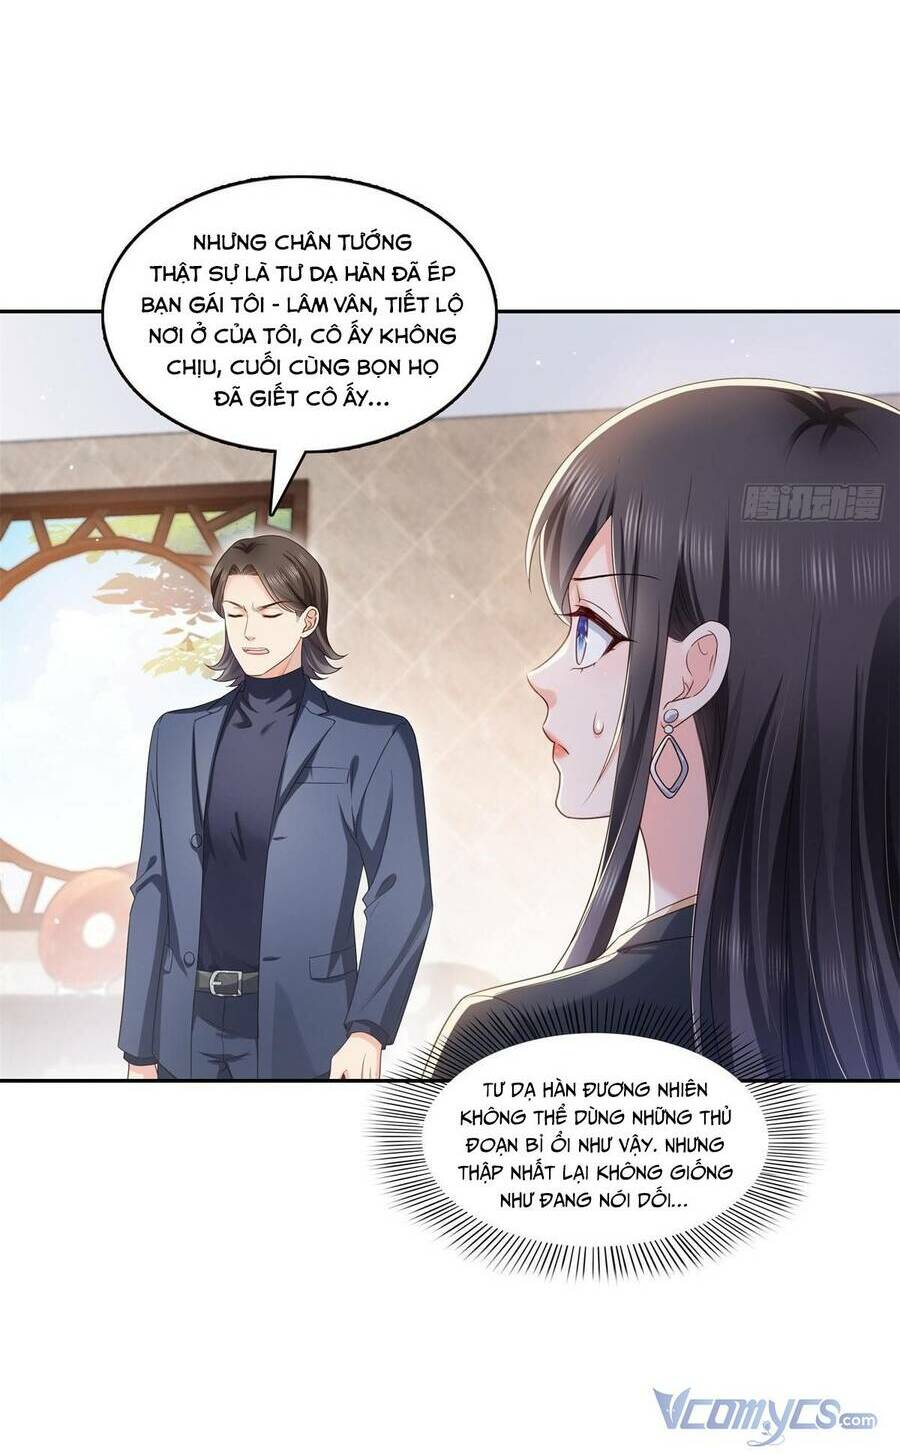 NHƯNG CHÂN TƯỚNG
THẬT SỰ LÀ TƯ DẠ HÀN ĐÃ ÉP
BẠN GÁI TÔI - LÂM VÂN, TIẾT LỘ
NƠI Ở CỦA TÔI, CÔ ẤY KHÔNG
CHỊU, CUỐI CÙNG BỌN HỌ
ĐÃ GIẾT CÔ ẤY...
腾讯动漫
TƯ DẠ HÀN ĐƯƠNG NHIÊN
KHÔNG THỂ DÙNG NHỮNG THỦ
ĐOẠN BỈ ỔI NHƯ VẬY. NHƯNG
THẬP NHẤT LẠI KHÔNG GIỐNG
NHƯ ĐANG NÓI DỐI...
Vcomycs.com